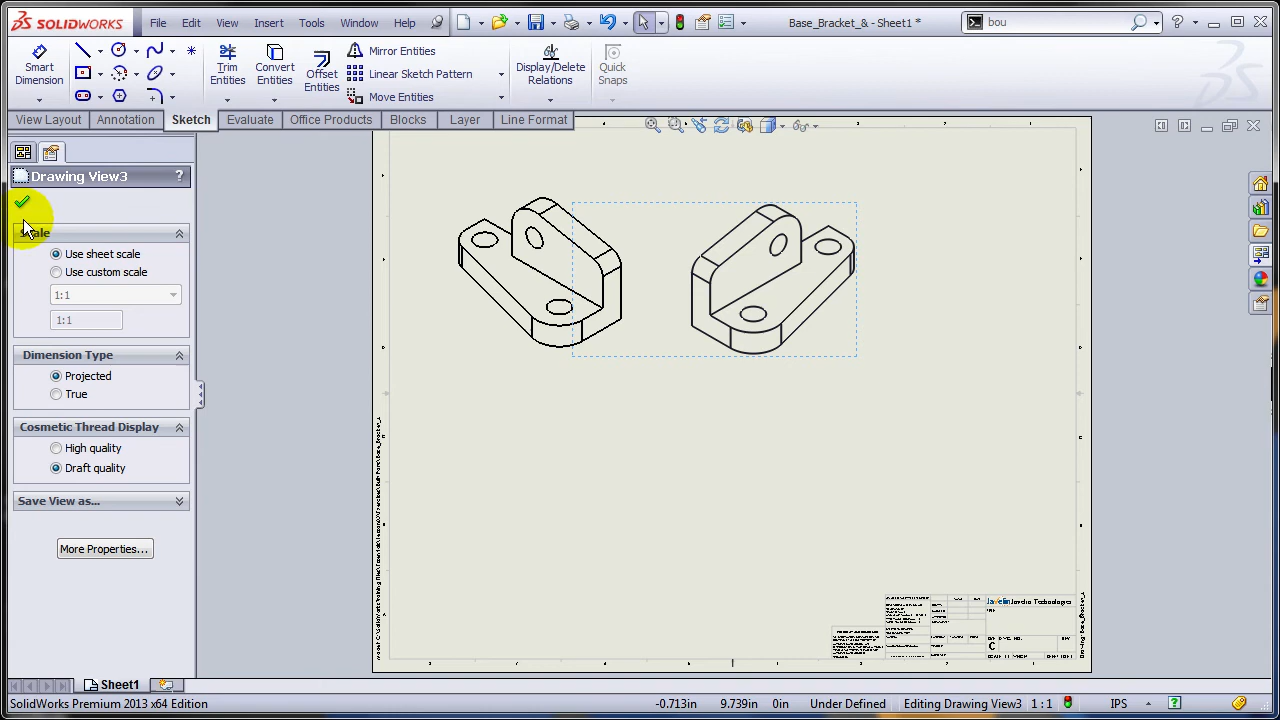 SOLIDWORKS
File Edit View Insert Tools Window Help
Base_Bracket_& - Sheet1 *
bou
Smart Dimension
Trim Entities
Convert Entities
Offset Entities
Mirror Entities
Linear Sketch Pattern
Move Entities
Display/Delete Relations
Quick Snaps
View Layout Annotation Sketch Evaluate Office Products Blocks Layer Line Format
Drawing View3 ?
Scale
Use sheet scale
Use custom scale
1:1
1:1
Dimension Type
Projected
True
Cosmetic Thread Display
High quality
Draft quality
Save View as...
More Properties...
Javelin Technologies
C
Sheet1
SolidWorks Premium 2013 x64 Edition
-0.713in 9.739in 0in Under Defined Editing Drawing View3 1 : 1 IPS